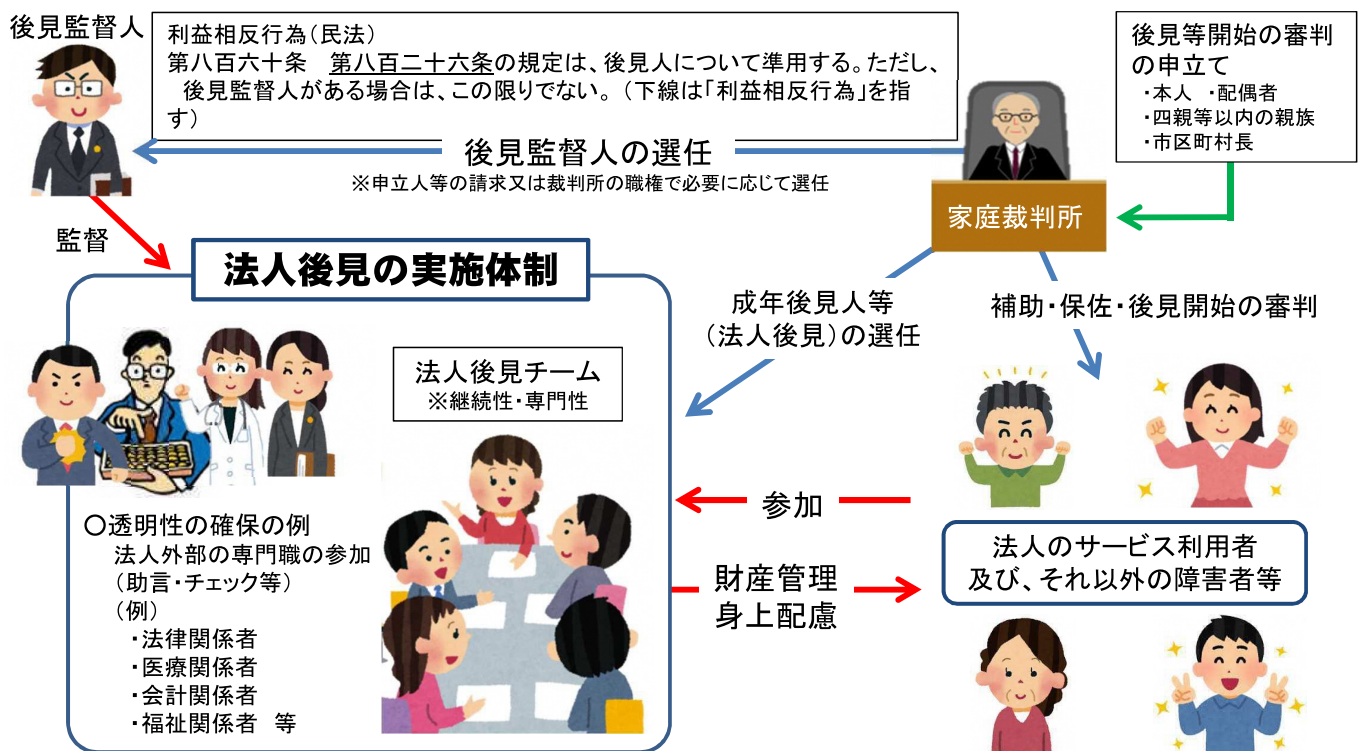 後見監督人
利益相反行為(民法)
第八百六十条　第八百二十六条の規定は、後見人について準用する。ただし、
後見監督人がある場合は、この限りでない。（下線は「利益相反行為」を指
す）
後見等開始の審判
の申立て
・本人　・配偶者
・四親等以内の親族
・市区町村長
後見監督人の選任
※申立人等の請求又は裁判所の職権で必要に応じて選任
家庭裁判所
監督
法人後見の実施体制
成年後見人等
（法人後見）の選任
補助・保佐・後見開始の審判
法人後見チーム
※継続性・専門性
参加
〇透明性の確保の例
法人外部の専門職の参加
（助言・チェック等）
（例）
・法律関係者
・医療関係者
・会計関係者
・福祉関係者　等
財産管理
身上配慮
法人のサービス利用者
及び、それ以外の障害者等